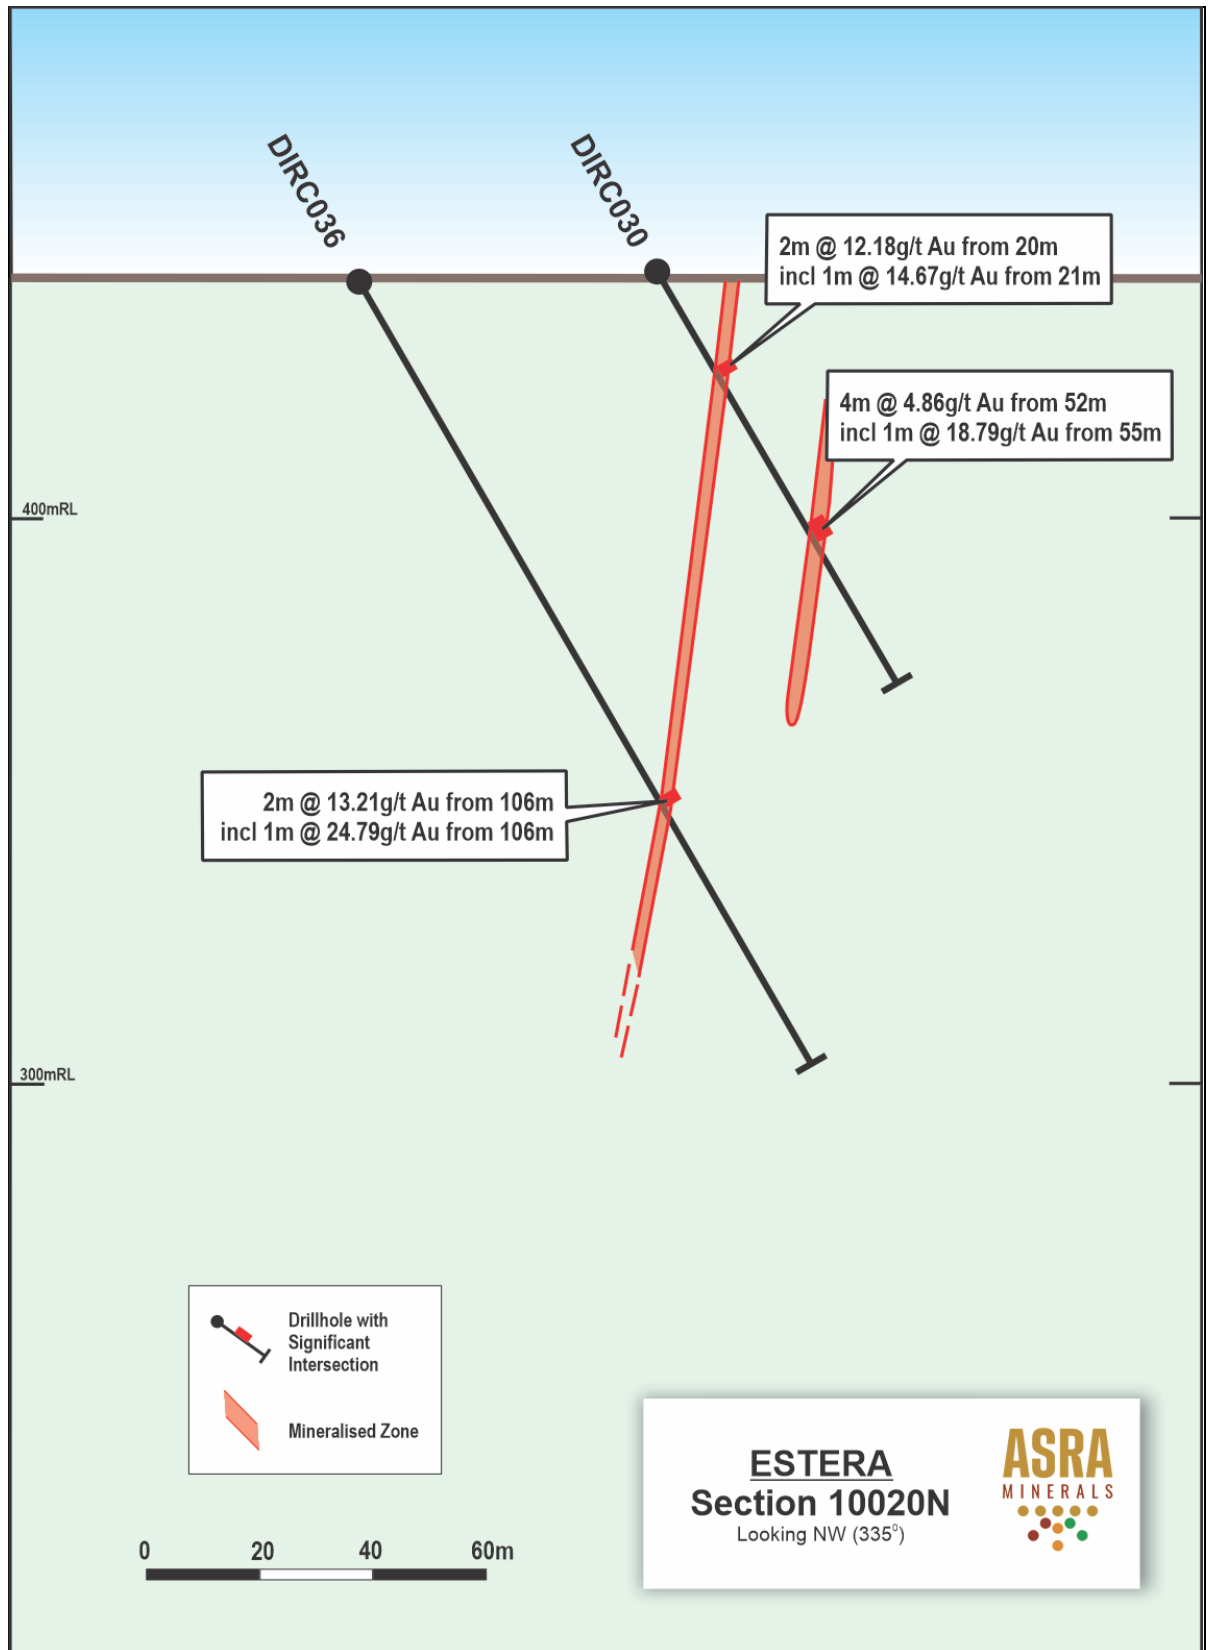 DIRC036
DIRC030
2m @ 12.18g/t Au from 20m
incl 1m @ 14.67g/t Au from 21m
4m @ 4.86g/t Au from 52m
incl 1m @ 18.79g/t Au from 55m
400mRL
2m @ 13.21g/t Au from 106m
incl 1m @ 24.79g/t Au from 106m
300mRL
Drillhole with
Significant
Intersection
Mineralised Zone
0 20 40 60m
ESTERA
Section 10020N
Looking NW (335⁰)
ASRA
MINERALS